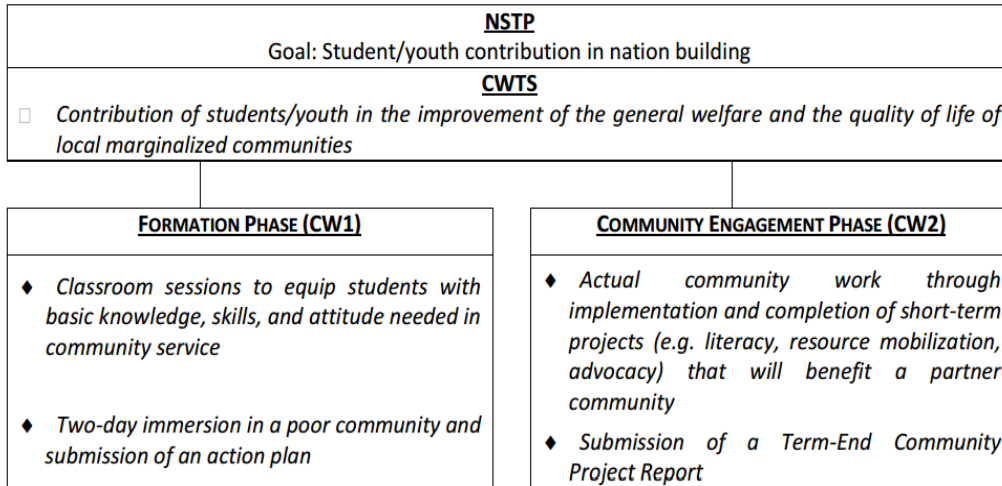 NSTP
Goal: Student/youth contribution in nation building
CWTS
Contribution of students/youth in the improvement of the general welfare and the quality of life of
local marginalized communities
FORMATION PHASE (CW1)
♦ Classroom sessions to equip students with
basic knowledge, skills, and attitude needed in
community service
♦ Two-day immersion in a poor community and
submission of an action plan
COMMUNITY ENGAGEMENT PHASE (CW2)
♦ Actual community work through
implementation and completion of short-term
projects (e.g. literacy, resource mobilization,
advocacy) that will benefit a partner
community
♦ Submission of a Term-End Community
Project Report